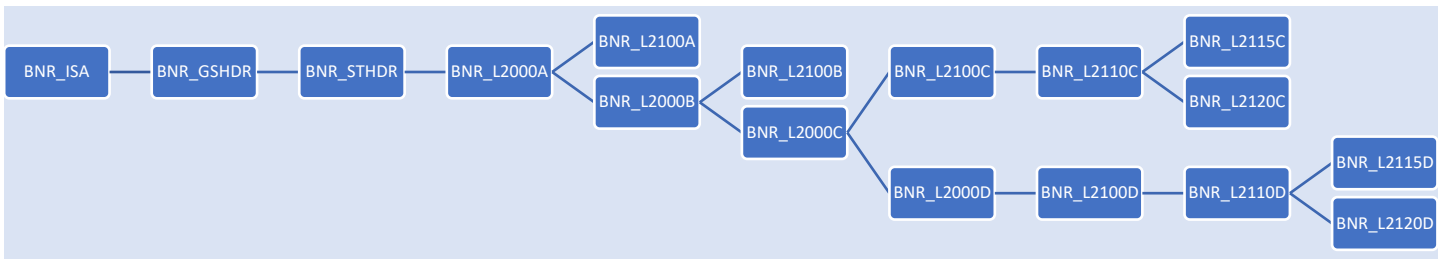 BNR_ISA
BNR_GSHDR
BNR_STHDR
BNR_L2000A
BNR_L2100A
BNR_L2000B
BNR_L2100B
BNR_L2000C
BNR_L2100C
BNR_L2110C
BNR_L2115C
BNR_L2120C
BNR_L2000D
BNR_L2100D
BNR_L2110D
BNR_L2115D
BNR_L2120D